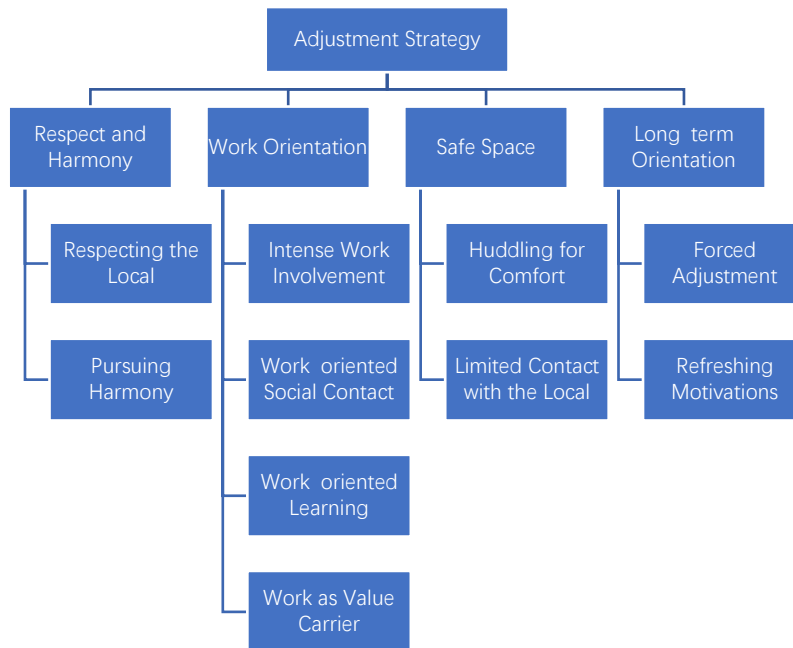 Adjustment Strategy
Respect and
Harmony
Respecting the
Local
Pursuing
Harmony
Work Orientation
Intense Work
Involvement
Work oriented
Social Contact
Work oriented
Learning
Work as Value
Carrier
Safe Space
Huddling for
Comfort
Limited Contact
with the Local
Long term
Orientation
Forced
Adjustment
Refreshing
Motivations